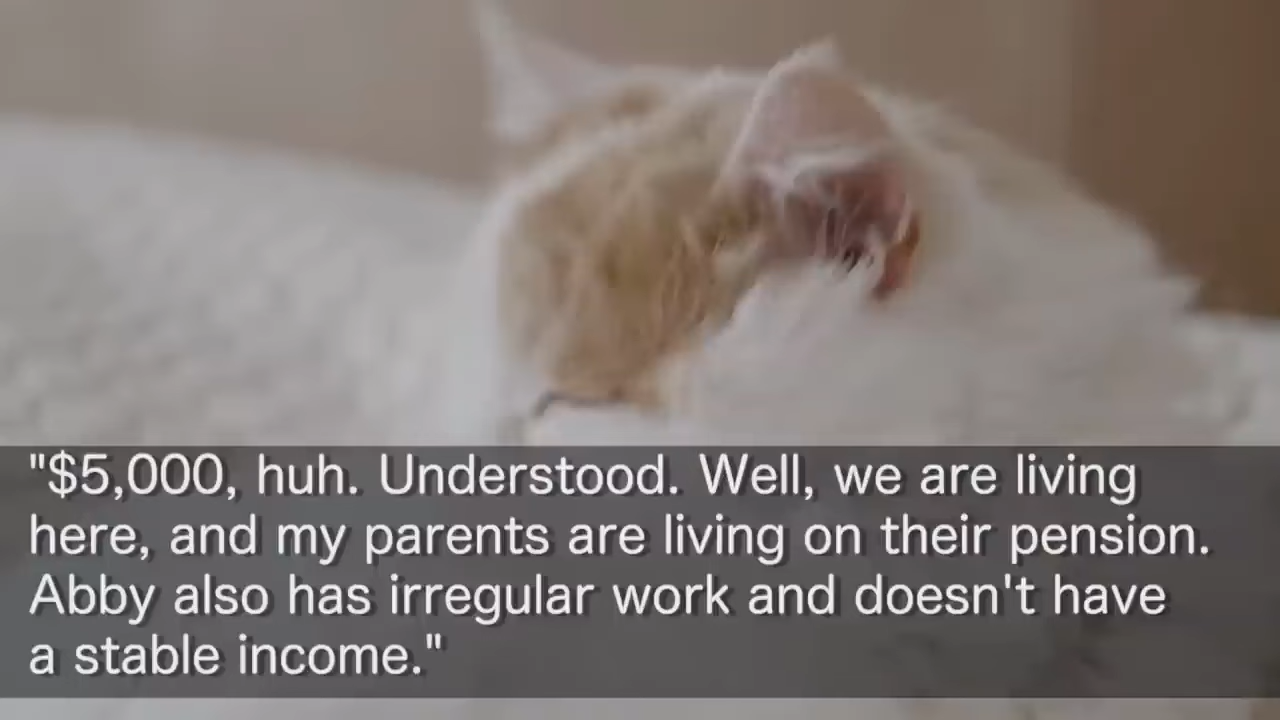 "$5,000, huh. Understood. Well, we are living
here, and my parents are living on their pension.
Abby also has irregular work and doesn't have
a stable income."